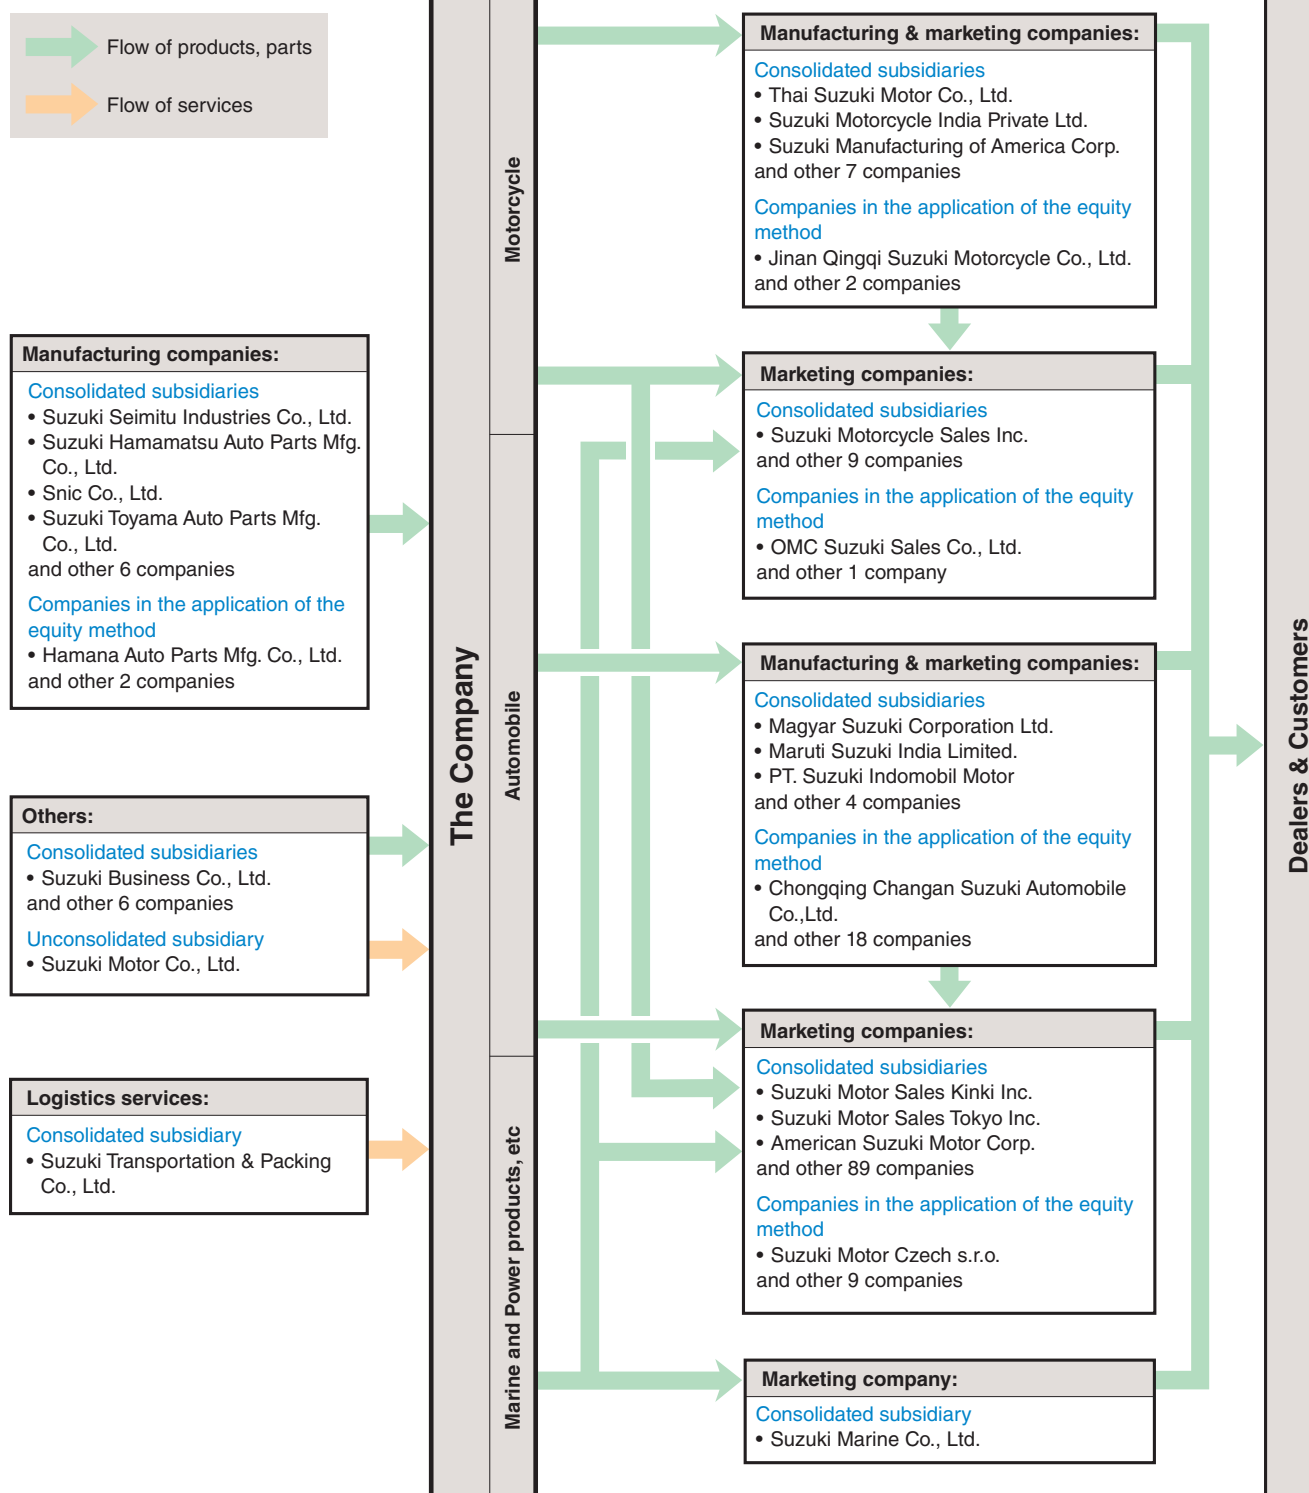 Flow of products, parts
Flow of services
Manufacturing companies:
Consolidated subsidiaries
• Suzuki Seimitu Industries Co., Ltd.
• Suzuki Hamamatsu Auto Parts Mfg.
Co., Ltd.
• Snic Co., Ltd.
• Suzuki Toyama Auto Parts Mfg.
Co., Ltd.
and other 6 companies
Companies in the application of the
equity method
• Hamana Auto Parts Mfg. Co., Ltd.
and other 2 companies
Others:
Consolidated subsidiaries
• Suzuki Business Co., Ltd.
and other 6 companies
Unconsolidated subsidiary
• Suzuki Motor Co., Ltd.
Logistics services:
Consolidated subsidiary
• Suzuki Transportation & Packing
Co., Ltd.
The Company
Motorcycle
Automobile
Marine and Power products, etc
Manufacturing & marketing companies:
Consolidated subsidiaries
• Thai Suzuki Motor Co., Ltd.
• Suzuki Motorcycle India Private Ltd.
• Suzuki Manufacturing of America Corp.
and other 7 companies
Companies in the application of the equity
method
• Jinan Qingqi Suzuki Motorcycle Co., Ltd.
and other 2 companies
Marketing companies:
Consolidated subsidiaries
• Suzuki Motorcycle Sales Inc.
and other 9 companies
Companies in the application of the equity
method
• OMC Suzuki Sales Co., Ltd.
and other 1 company
Manufacturing & marketing companies:
Consolidated subsidiaries
• Magyar Suzuki Corporation Ltd.
• Maruti Suzuki India Limited.
• PT. Suzuki Indomobil Motor
and other 4 companies
Companies in the application of the equity
method
• Chongqing Changan Suzuki Automobile
Co.,Ltd.
and other 18 companies
Marketing companies:
Consolidated subsidiaries
• Suzuki Motor Sales Kinki Inc.
• Suzuki Motor Sales Tokyo Inc.
• American Suzuki Motor Corp.
and other 89 companies
Companies in the application of the equity
method
• Suzuki Motor Czech s.r.o.
and other 9 companies
Marketing company:
Consolidated subsidiary
• Suzuki Marine Co., Ltd.
Dealers & Customers